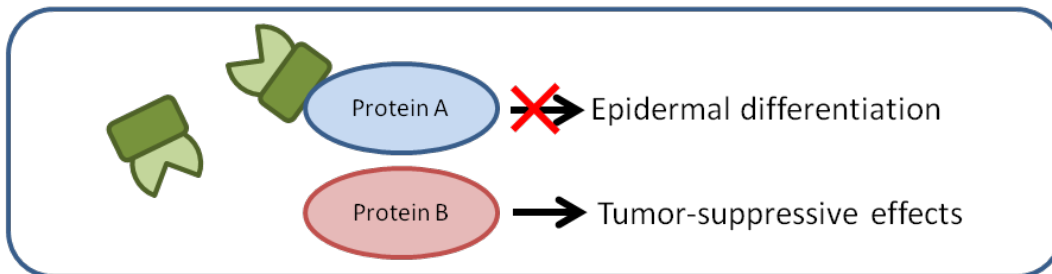 Protein A
Epidermal differentiation
Protein B
Tumor-suppressive effects